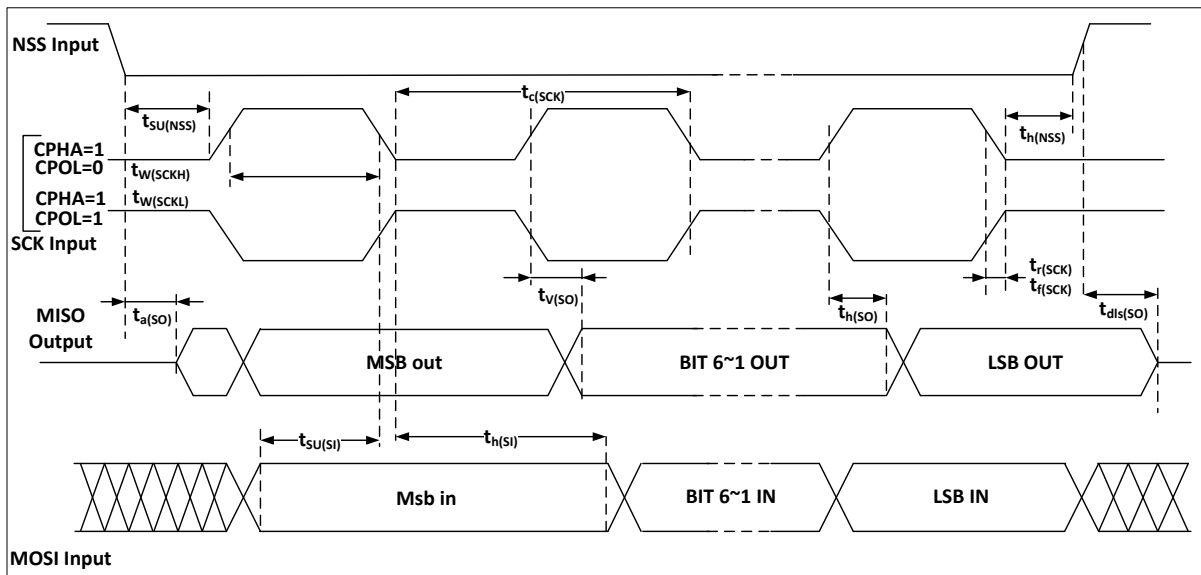 NSS Input
tc(SCK)
tSU(NSS)
th(NSS)
CPHA=1
CPOL=0
tW(SCKH)
CPHA=1
tW(SCKL)
CPOL=1
SCK Input
tr(SCK)
tV(SO)
tf(SCK)
ta(SO)
th(SO)
tdis(SO)
MISO
Output
MSB out
BIT 6~1 OUT
LSB OUT
tSU(SI)
th(SI)
Msb in
BIT 6~1 IN
LSB IN
MOSI Input